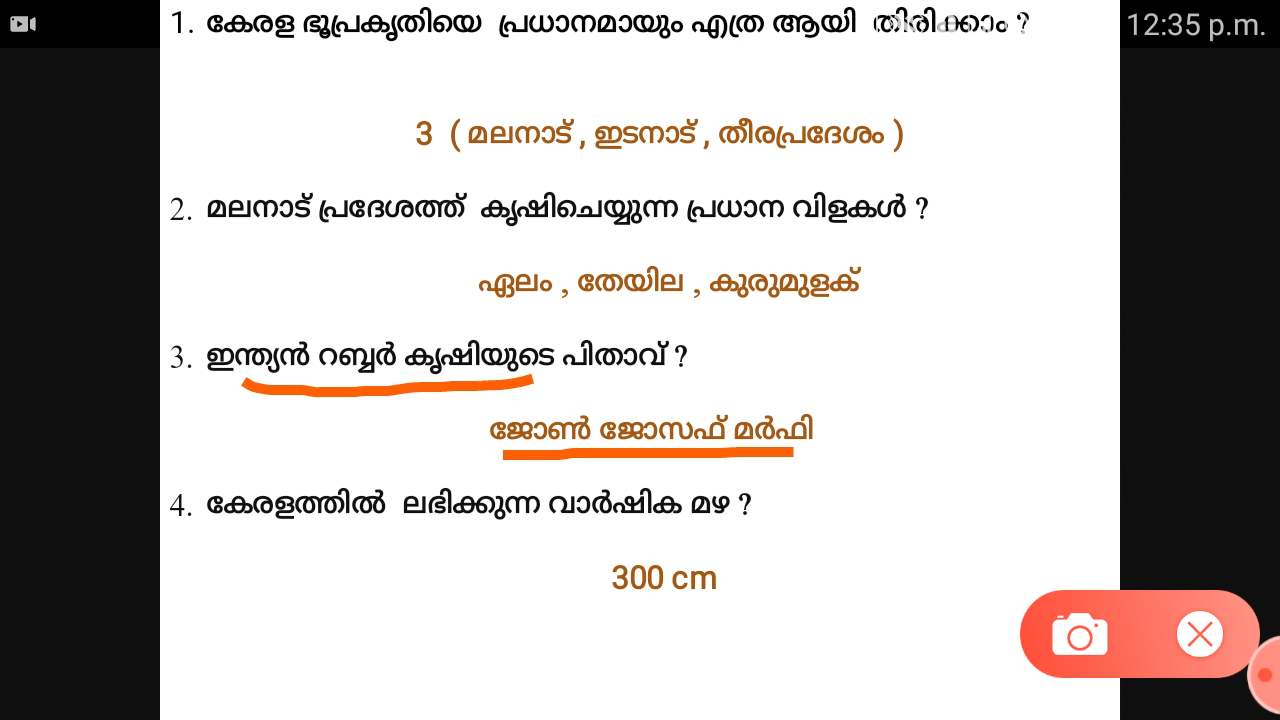 12:35 p.m.
1. കേരള ഭൂപ്രകൃതിയെ പ്രധാനമായും എത്ര ആയി തിരിക്കാം ?
3 ( മലനാട് , ഇടനാട് , തീരപ്രദേശം )
2. മലനാട് പ്രദേശത്ത് കൃഷിചെയ്യുന്ന പ്രധാന വിളകൾ ?
ഏലം , തേയില , കുരുമുളക്
3. ഇന്ത്യൻ റബ്ബർ കൃഷിയുടെ പിതാവ് ?
ജോൺ ജോസഫ് മർഫി
4. കേരളത്തിൽ ലഭിക്കുന്ന വാർഷിക മഴ ?
300 cm